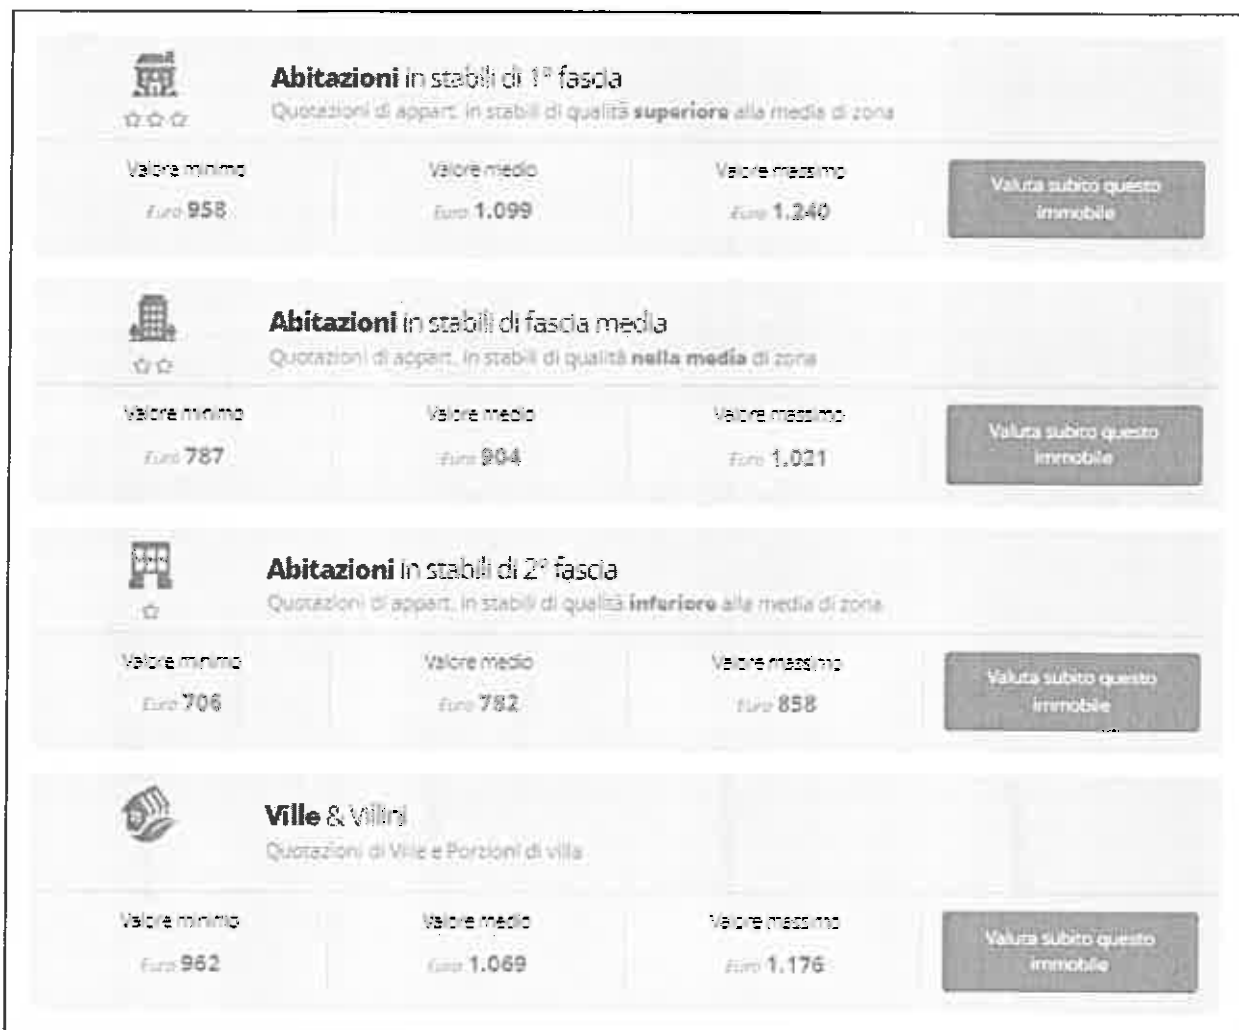 Abitazioni in stabili di 1° fascia
Quotazioni di appart. in stabili di qualità superiore alla media di zona
Valore minimo Valore medio Valore massimo
Euro 958 Euro 1.099 Euro 1.240
Valuta subito questo
immobile
Abitazioni in stabili di fascia media
Quotazioni di appart. in stabili di qualità nella media di zona
Valore minimo Valore medio Valore massimo
Euro 787 Euro 904 Euro 1.021
Valuta subito questo
immobile
Abitazioni in stabili di 2° fascia
Quotazioni di appart. in stabili di qualità inferiore alla media di zona
Valore minimo Valore medio Valore massimo
Euro 706 Euro 782 Euro 858
Valuta subito questo
immobile
Ville & Villini
Quotazioni di Ville e Porzioni di villa
Valore minimo Valore medio Valore massimo
Euro 962 Euro 1.069 Euro 1.176
Valuta subito questo
immobile